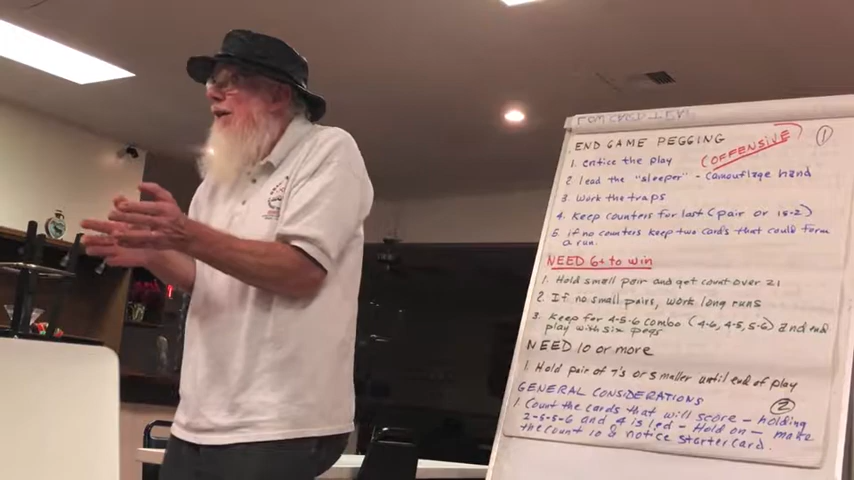 END GAME PEGGING OFFENSIVE 1
1. Entice the play
2. Lead the "sleeper" - camouflage hand
3. Work the traps
4. Keep counters for last (pair or 15-2)
5 if no counters keep two cards that could form
a run.
NEED 6+ to win
1. Hold small pair and get count over 21
2. If no small pairs, work long runs
3. Keep for 4-5-6 combo (4-6, 4-5, 5-6) and end
play with six pegs
NEED 10 or more
1. Hold pair of 7's or smaller until end of play
GENERAL CONSIDERATIONS 2
1. Count the cards that will score - holding
2-5-5-6 and 4 is led - Hold on - make
the count 10 & notice starter card.